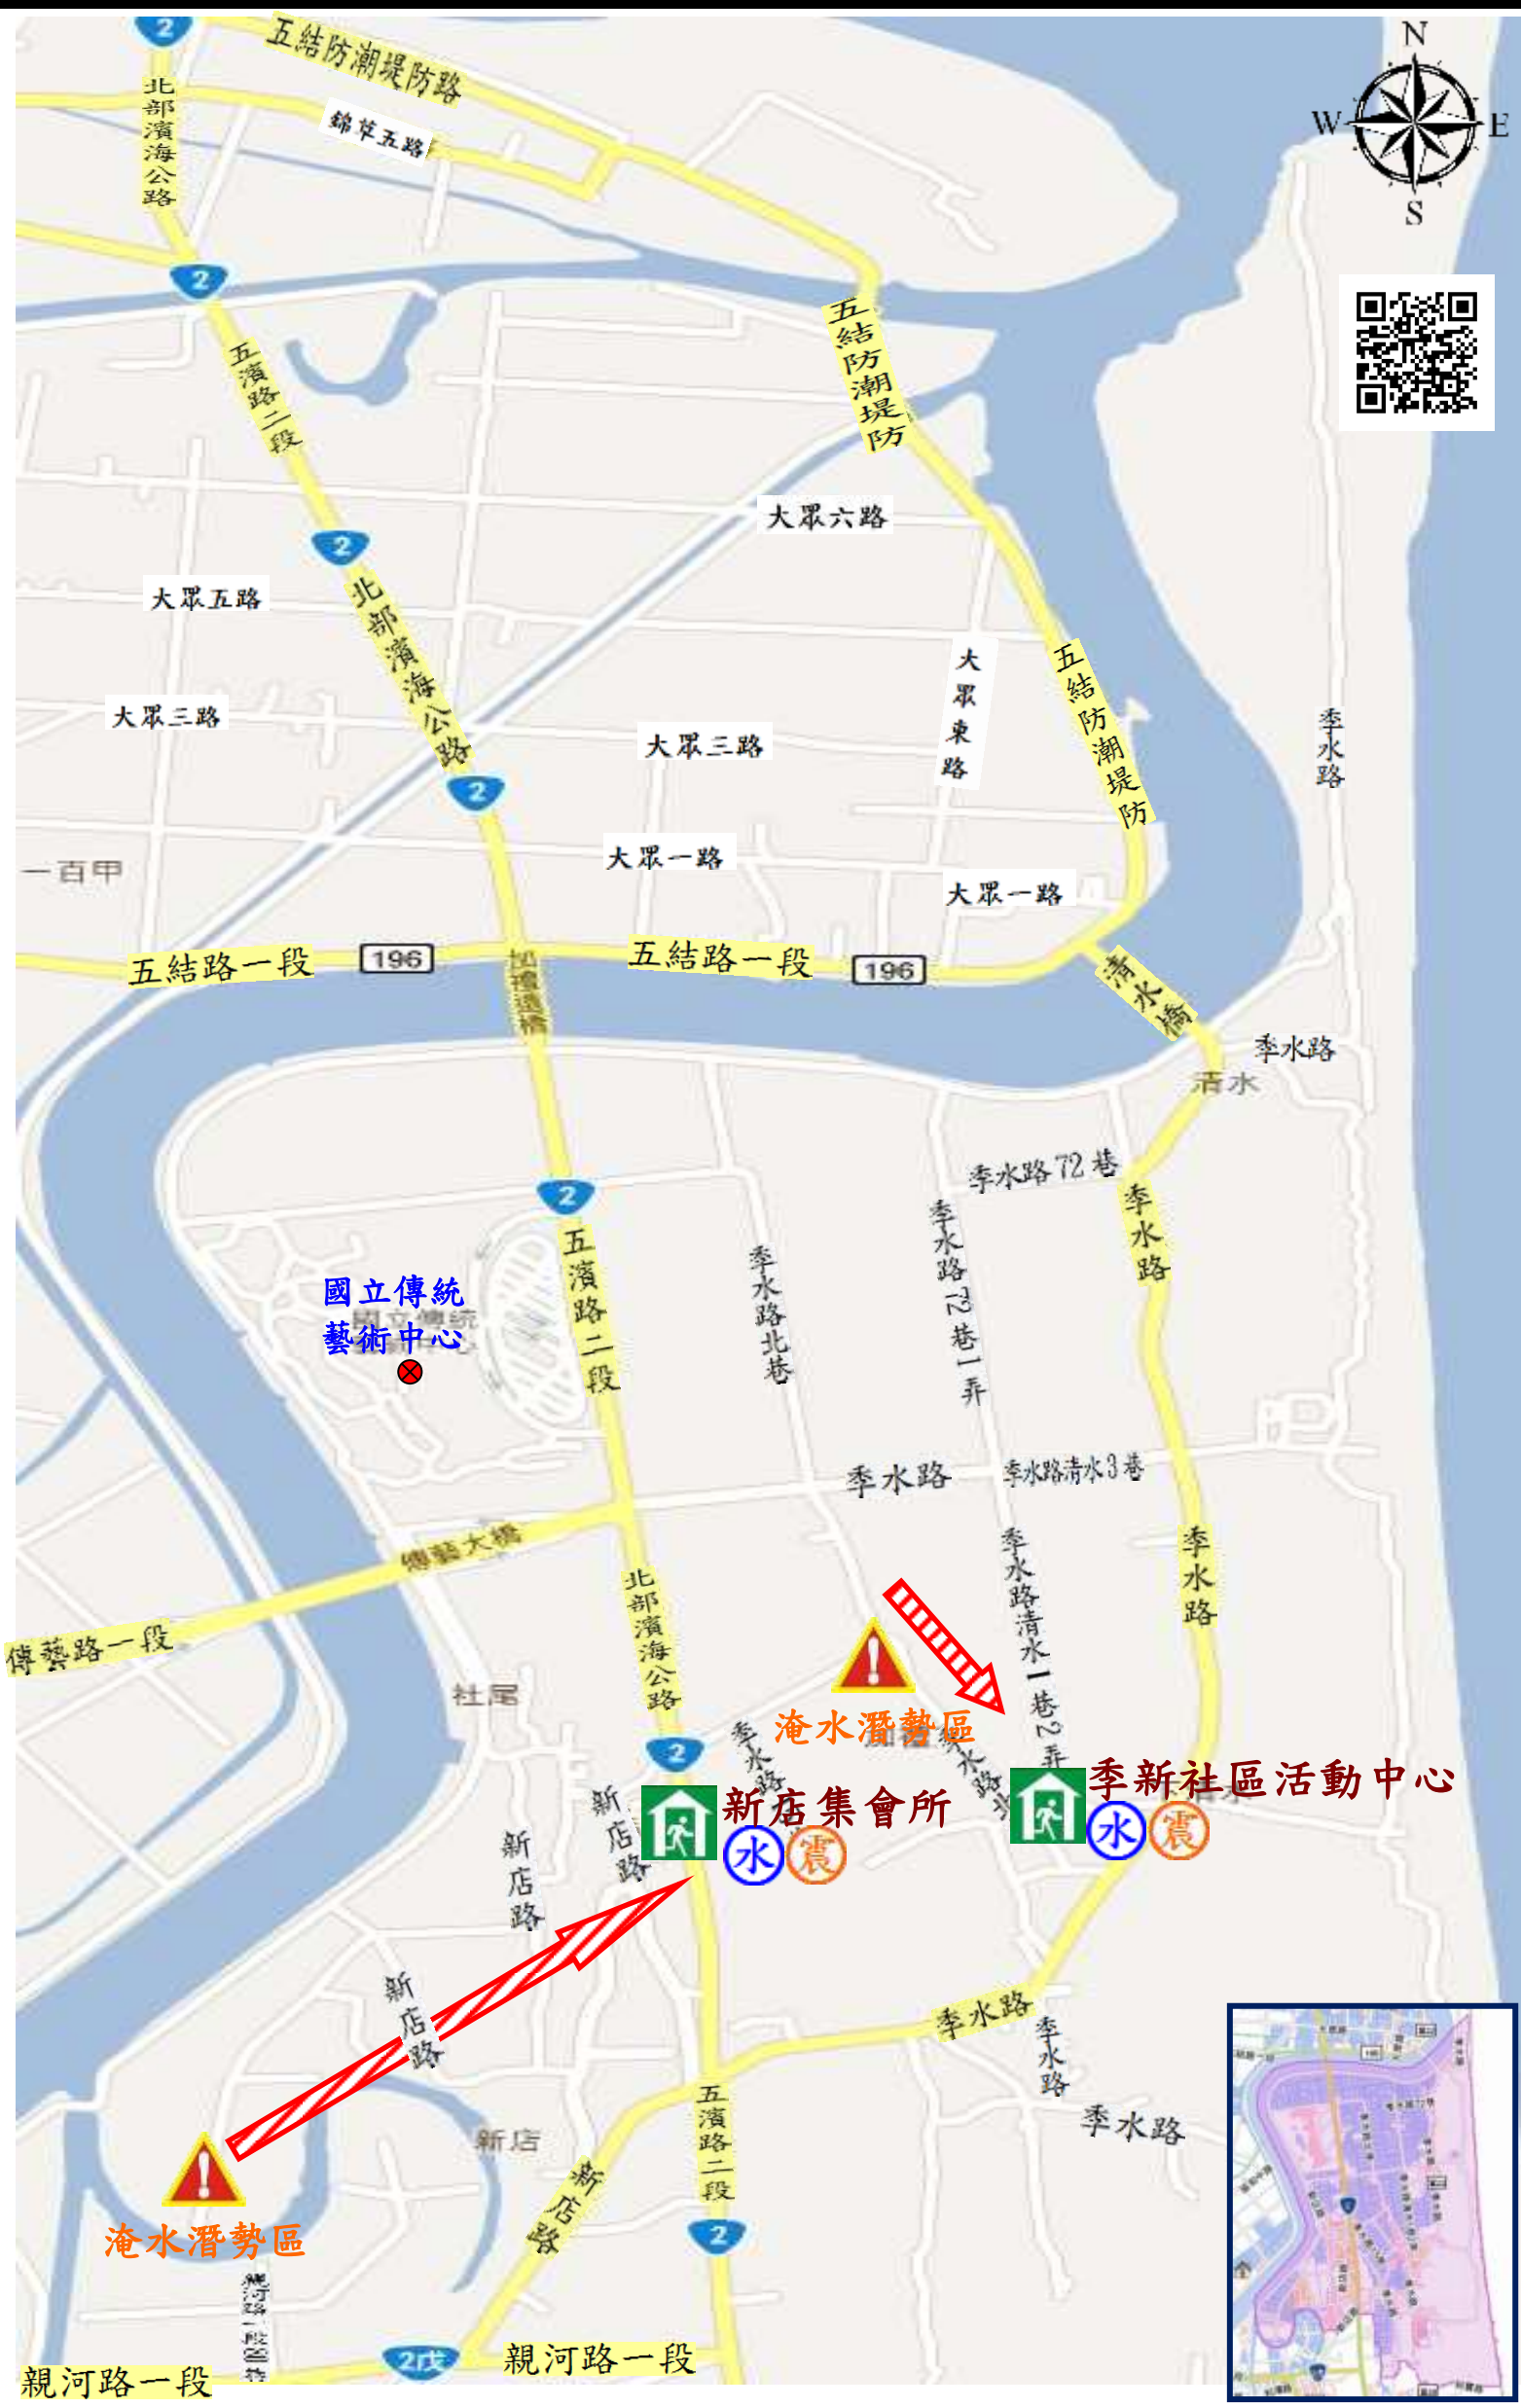 2
五結防潮堤防路
N
北部濱海公路
錦草五路
W
E
S
2
五結防潮堤防
五濱路二段
大眾六路
2
大眾五路
北部濱海公路
大眾東路
五結防潮堤防
大眾三路
大眾三路
季水路
2
大眾一路
一百甲
大眾一路
五結路一段
196
加禮遠橋
五結路一段
196
清水橋
季水路
清水
季水路72巷
2
季水路
季水路72巷1弄
五濱路二段
季水路北巷
國立傳統
藝術中心
國立傳統
季水路
季水路清水3巷
傳藝大橋
季水路清水1巷2弄
季水路
北部濱海公路
傳藝路一段
社尾
淹水潛勢區
2
季水路
季水路北
季新社區活動中心
新店路
新店集會所
水
震
水
震
新店路
新店路
季水路
季水路
五濱路二段
季水路
新店
新店路
淹水潛勢區
2
親河路一段
2戊
親河路一段